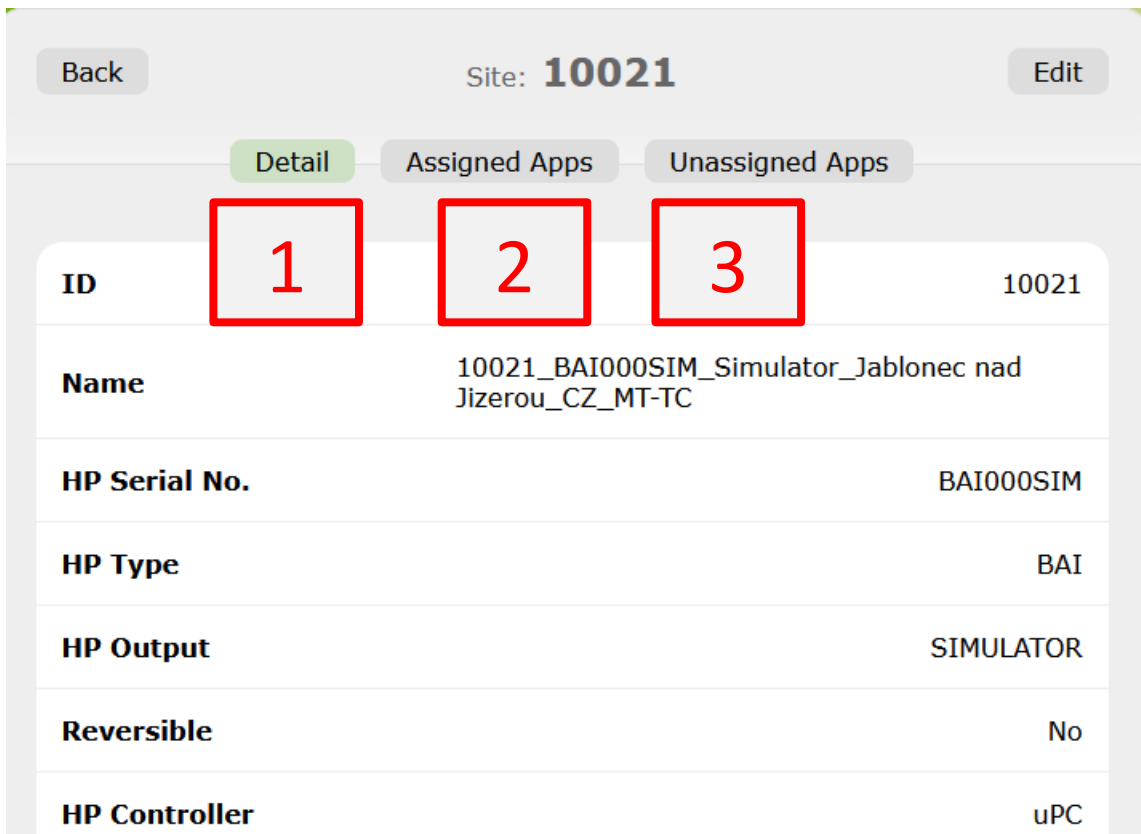 Back Site: 10021 Edit
Detail Assigned Apps Unassigned Apps
1 2 3
ID 10021
Name 10021_BAI000SIM_Simulator_Jablonec nad
Jizerou_CZ_MT-TC
HP Serial No. BAI000SIM
HP Type BAI
HP Output SIMULATOR
Reversible No
HP Controller uPC